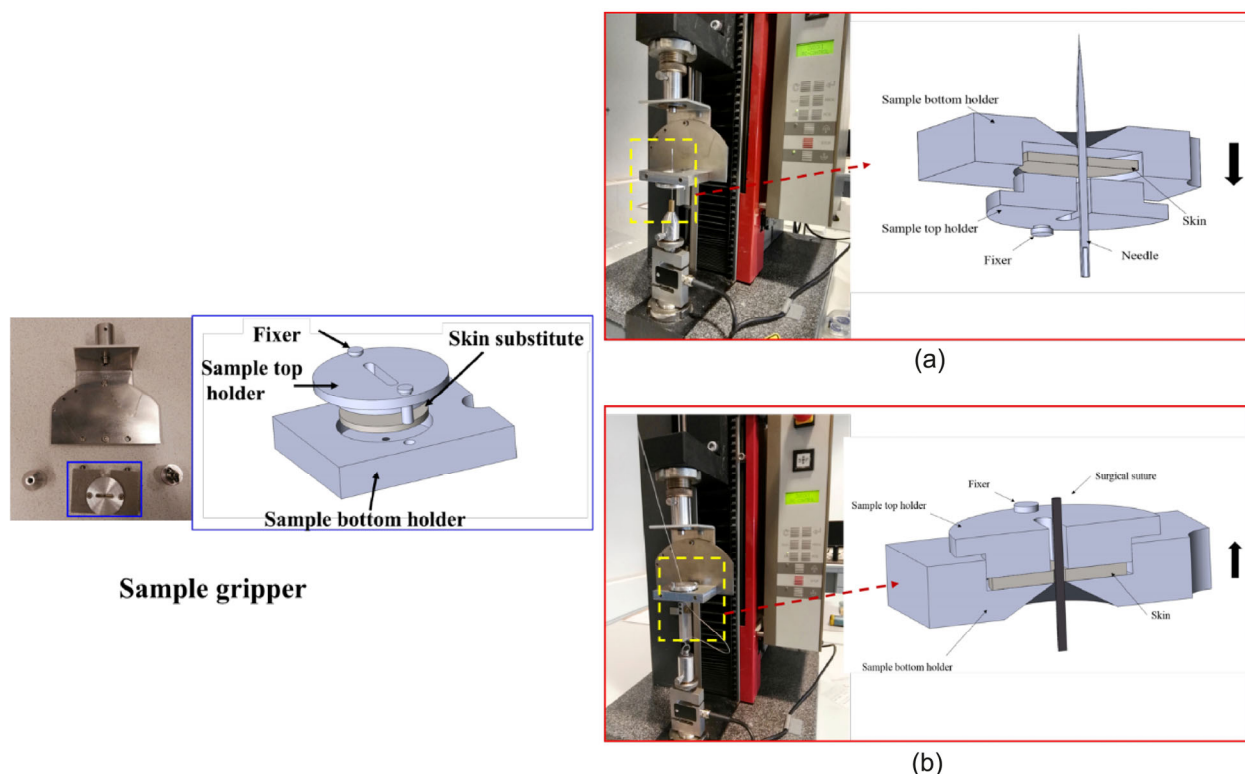 Fixer
Sample top
holder
Skin substitute
Sample bottom holder
Sample gripper
Sample bottom holder
Skin
Sample top holder
Fixer
Needle
(a)
Surgical suture
Fixer
Sample top holder
Skin
Sample bottom holder
(b)